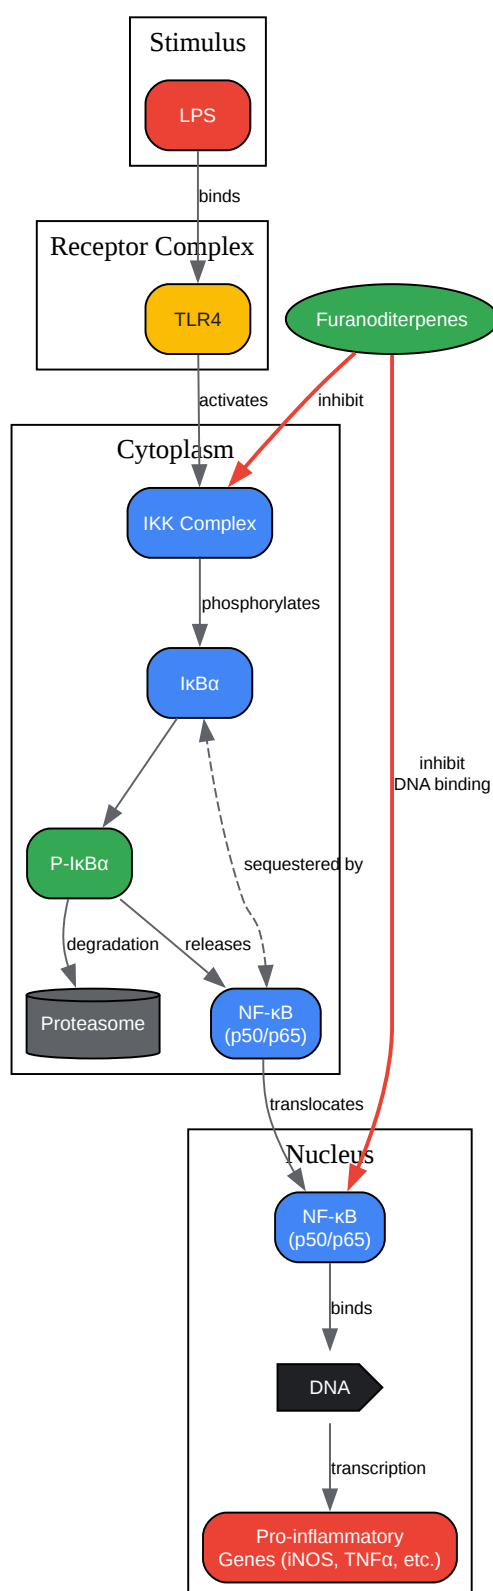 Stimulus
LPS
binds
Receptor Complex
TLR4
Furanoditerpenes
activates
inhibit
Cytoplasm
IKK Complex
phosphorylates
IκBα
inhibit
DNA binding
P-IκBα
sequestered by
degradation
releases
Proteasome
NF-κB
(p50/p65)
translocates
Nucleus
NF-κB
(p50/p65)
binds
DNA
transcription
Pro-inflammatory
Genes (iNOS, TNFα, etc.)